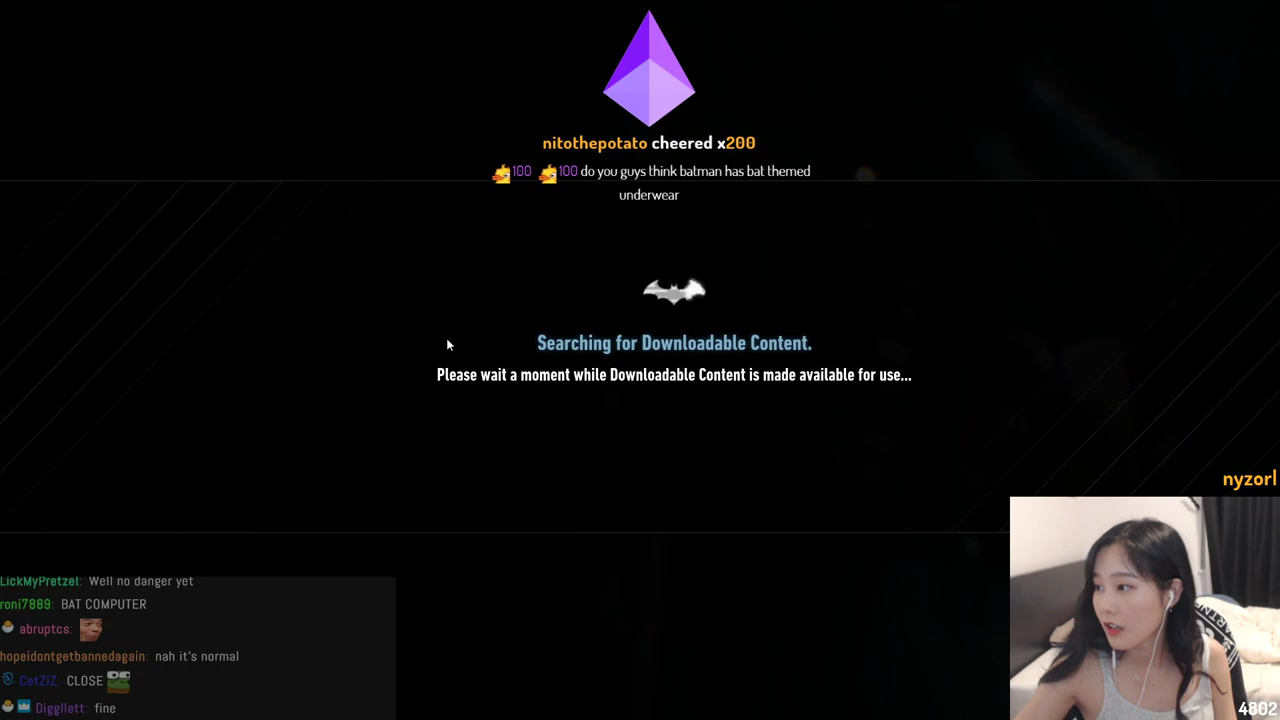 nitothepotato cheered x200
100 100 do you guys think batman has bat themed
underwear
Searching for Downloadable Content.
Please wait a moment while Downloadable Content is made available for use...
nyzorl
LickMyPretzel: Well no danger yet
roni7889: BAT COMPUTER
abruptcs:
hopeidontgetbannedagain: nah it's normal
CetZIZ: CLOSE
Diggllett: fine
4802